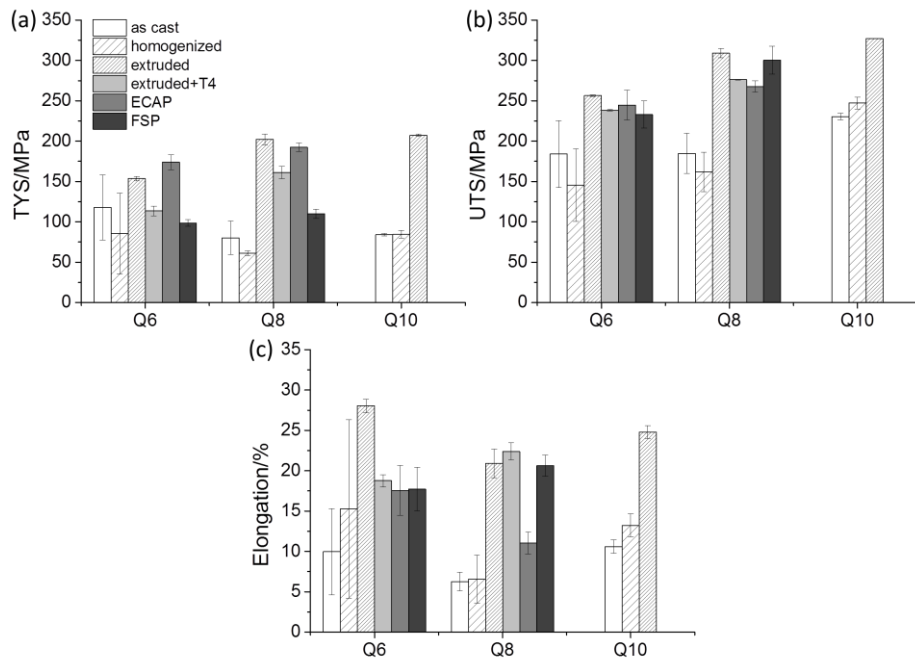 (a)
350
300
250
200
150
100
50
0
TYS/MPa
as cast
homogenized
extruded
extruded+T4
ECAP
FSP
Q6 Q8 Q10
(b)
350
300
250
200
150
100
50
0
UTS/MPa
Q6 Q8 Q10
(c)
35
30
25
20
15
10
5
0
Elongation/%
Q6 Q8 Q10